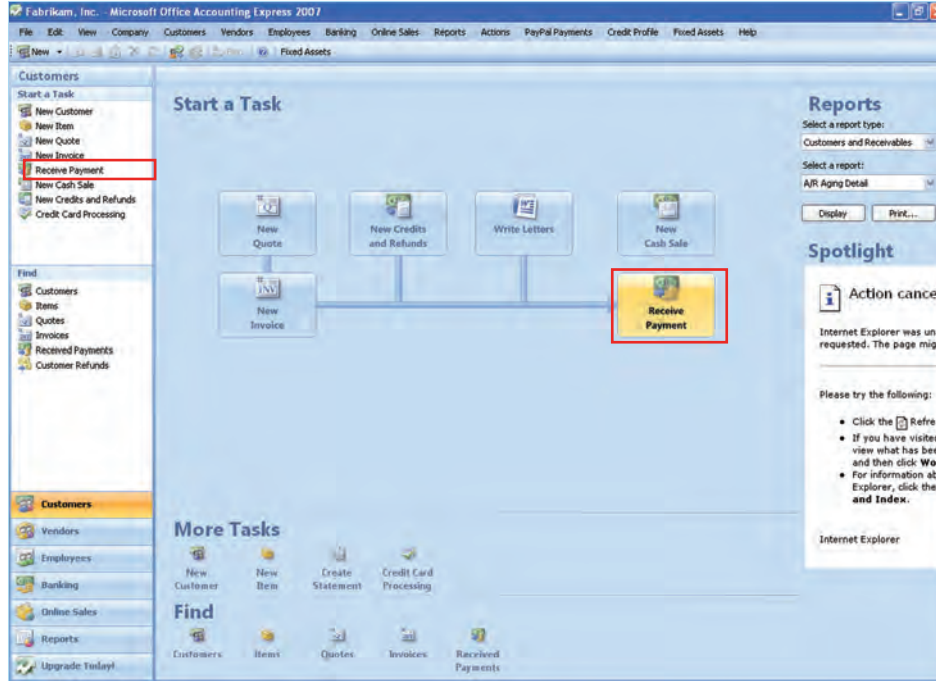 Fabrikam, Inc. - Microsoft Office Accounting Express 2007
File Edit View Company Customers Vendors Employees Banking Online Sales Reports Actions PayPal Payments Credit Profile Fixed Assets Help
New Fixed Assets
Customers
Start a Task
New Customer
New Item
New Quote
New Invoice
Receive Payment
New Cash Sale
New Credits and Refunds
Credit Card Processing
Find
Customers
Items
Quotes
Invoices
Received Payments
Customer Refunds
Customers
Vendors
Employees
Banking
Online Sales
Reports
Upgrade Today!
Start a Task
New
Quote
New Credits
and Refunds
Write Letters
New
Cash Sale
INV
New
Invoice
Receive
Payment
More Tasks
New
Customer
New
Item
Create
Statement
Credit Card
Processing
Find
Customers
Items
Quotes
Invoices
Received
Payments
Reports
Select a report type:
Customers and Receivables
Select a report:
A/R Aging Detail
Display Print...
Spotlight
Action cance
Internet Explorer was un
requested. The page mig
Please try the following:
Click the Refre
If you have visite
view what has bee
and then click Wo
For information ab
Explorer, click the
and Index.
Internet Explorer